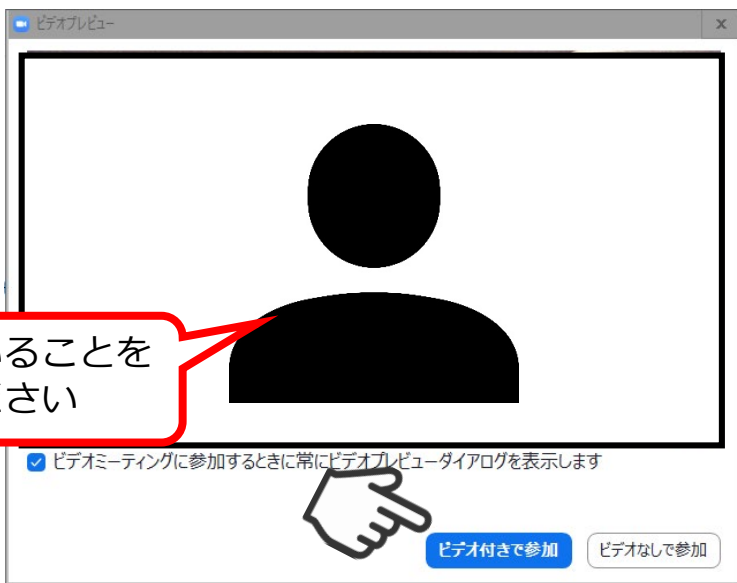 ビデオプレビュー
ることを
さい
ビデオミーティングに参加するときに常にビデオプレビューダイアログを表示します
ビデオ付きで参加
ビデオなしで参加